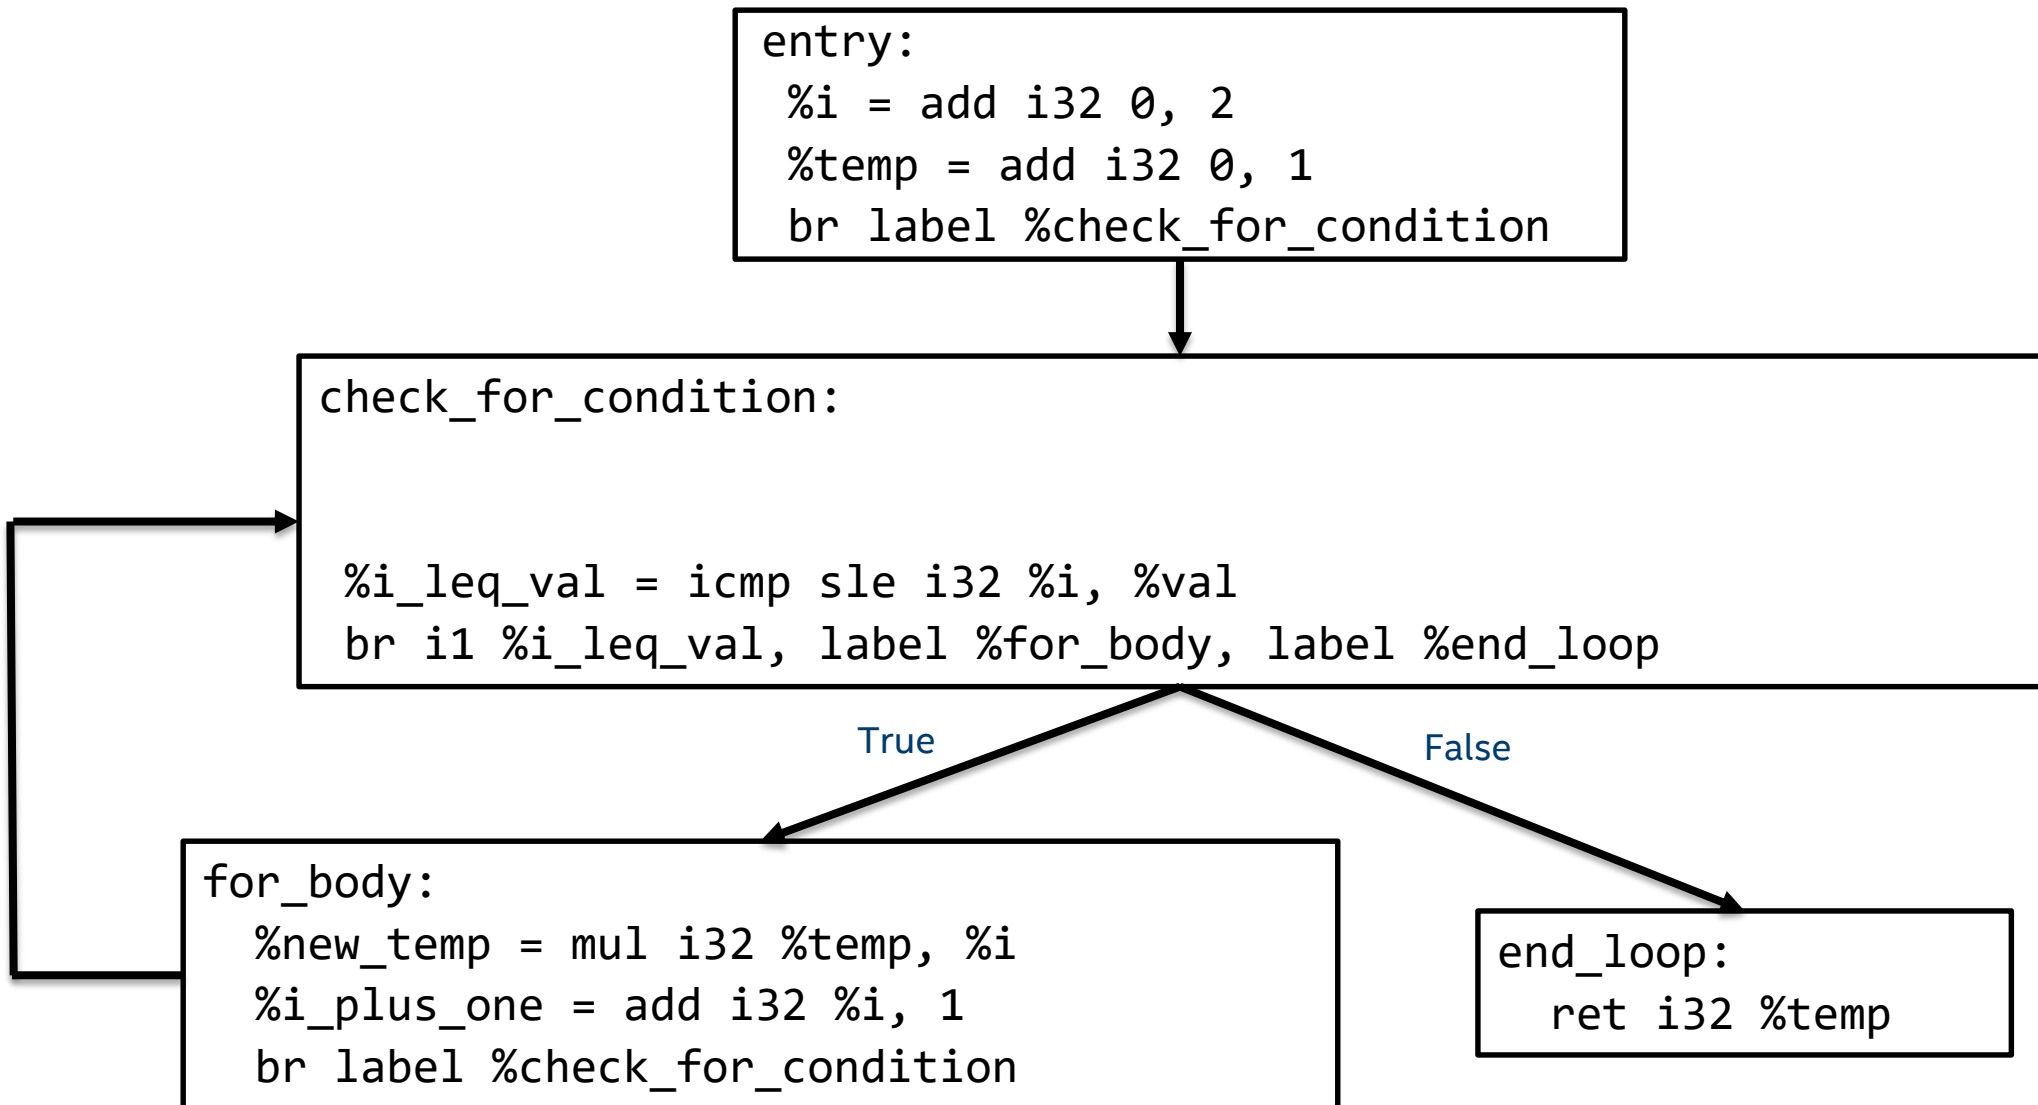 entry:
%i = add i32 0, 2
%temp = add i32 0, 1
br label %check_for_condition
check_for_condition:
%i_leq_val = icmp sle i32 %i, %val
br i1 %i_leq_val, label %for_body, label %end_loop
True
False
for_body:
%new_temp = mul i32 %temp, %i
%i_plus_one = add i32 %i, 1
br label %check_for_condition
end_loop:
ret i32 %temp